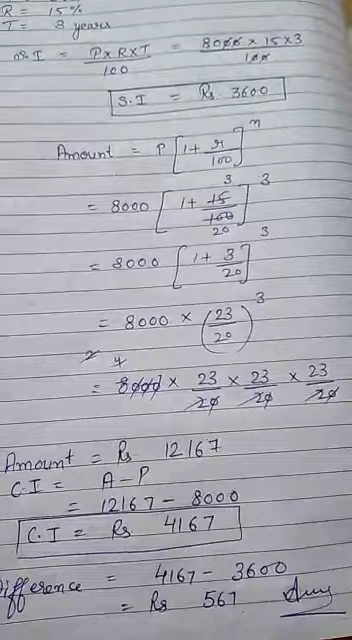 R = 15%
T = 3 years
S.I = P×R×T / 100 = 8000 × 15×3 / 100
S.I = Rs 3600
Amount = P [1 + r/100]^n
= 8000 [1 + 15/100]^3
3
20
= 8000 [1 + 3/20]^3
= 8000 × (23/20)^3
= 8000 × 23/20 × 23/20 × 23/20
Amount = Rs 12167
C.I = A - P
= 12167 - 8000
C.I = Rs 4167
Difference = 4167 - 3600
= Rs 567 Ans